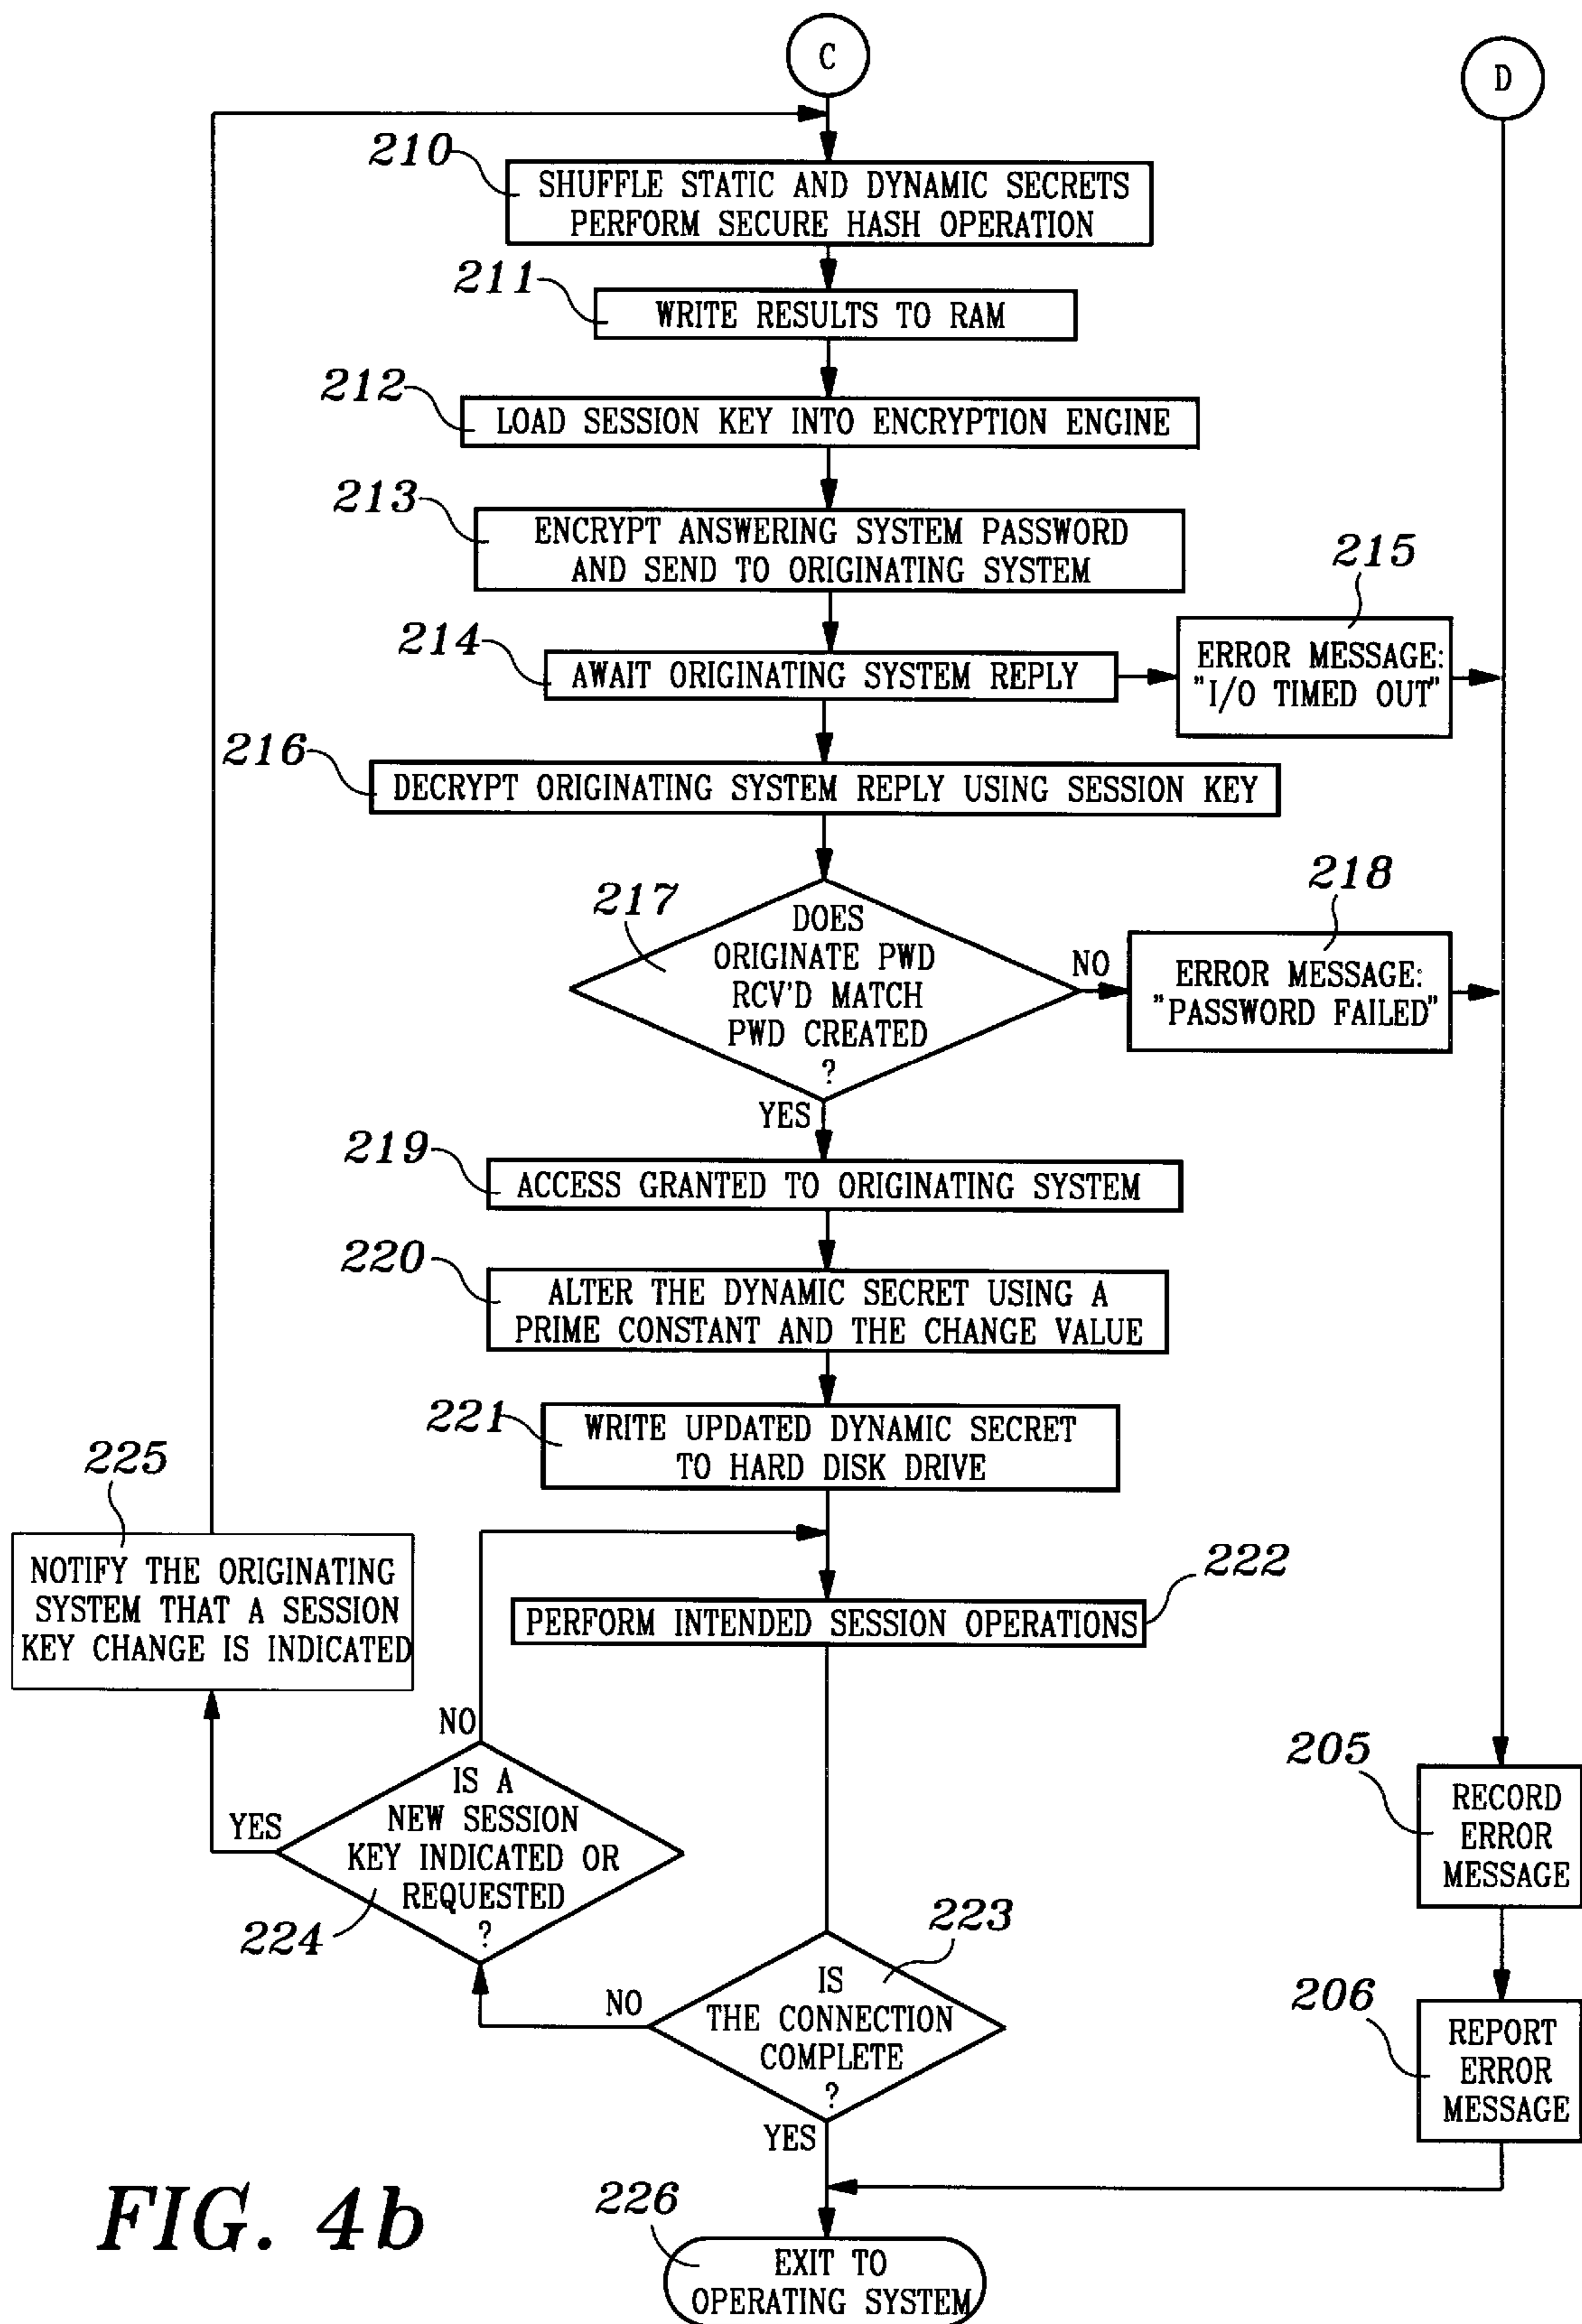 C
D
210
SHUFFLE STATIC AND DYNAMIC SECRETS
PERFORM SECURE HASH OPERATION
211
WRITE RESULTS TO RAM
212
LOAD SESSION KEY INTO ENCRYPTION ENGINE
213
ENCRYPT ANSWERING SYSTEM PASSWORD
AND SEND TO ORIGINATING SYSTEM
214
AWAIT ORIGINATING SYSTEM REPLY
215
ERROR MESSAGE:
"I/O TIMED OUT"
216
DECRYPT ORIGINATING SYSTEM REPLY USING SESSION KEY
217
DOES
ORIGINATE PWD
RCV'D MATCH
PWD CREATED
?
NO
218
ERROR MESSAGE:
"PASSWORD FAILED"
YES
219
ACCESS GRANTED TO ORIGINATING SYSTEM
220
ALTER THE DYNAMIC SECRET USING A
PRIME CONSTANT AND THE CHANGE VALUE
221
WRITE UPDATED DYNAMIC SECRET
TO HARD DISK DRIVE
225
NOTIFY THE ORIGINATING
SYSTEM THAT A SESSION
KEY CHANGE IS INDICATED
222
PERFORM INTENDED SESSION OPERATIONS
NO
YES
IS A
NEW SESSION
KEY INDICATED OR
REQUESTED
?
224
205
RECORD
ERROR
MESSAGE
223
IS
THE CONNECTION
COMPLETE
?
NO
YES
206
REPORT
ERROR
MESSAGE
FIG. 4b
226
EXIT TO
OPERATING SYSTEM